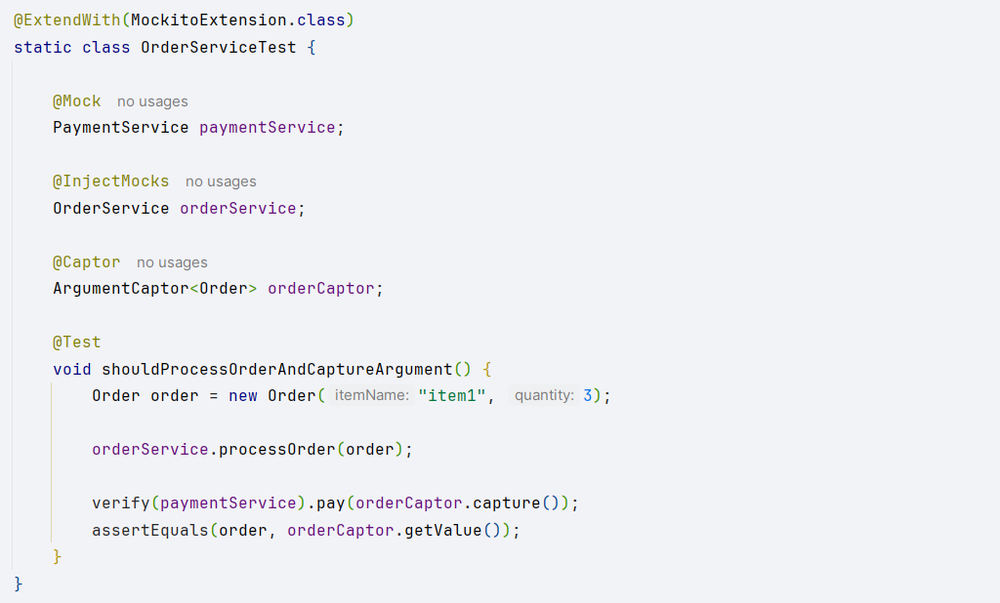 @ExtendWith(MockitoExtension.class)
static class OrderServiceTest {
@Mock no usages
PaymentService paymentService;
@InjectMocks no usages
OrderService orderService;
@Captor no usages
ArgumentCaptor<Order> orderCaptor;
@Test
void shouldProcessOrderAndCaptureArgument() {
Order order = new Order( itemName: "item1", quantity: 3);
orderService.processOrder(order);
verify(paymentService).pay(orderCaptor.capture());
assertEquals(order, orderCaptor.getValue());
}
}